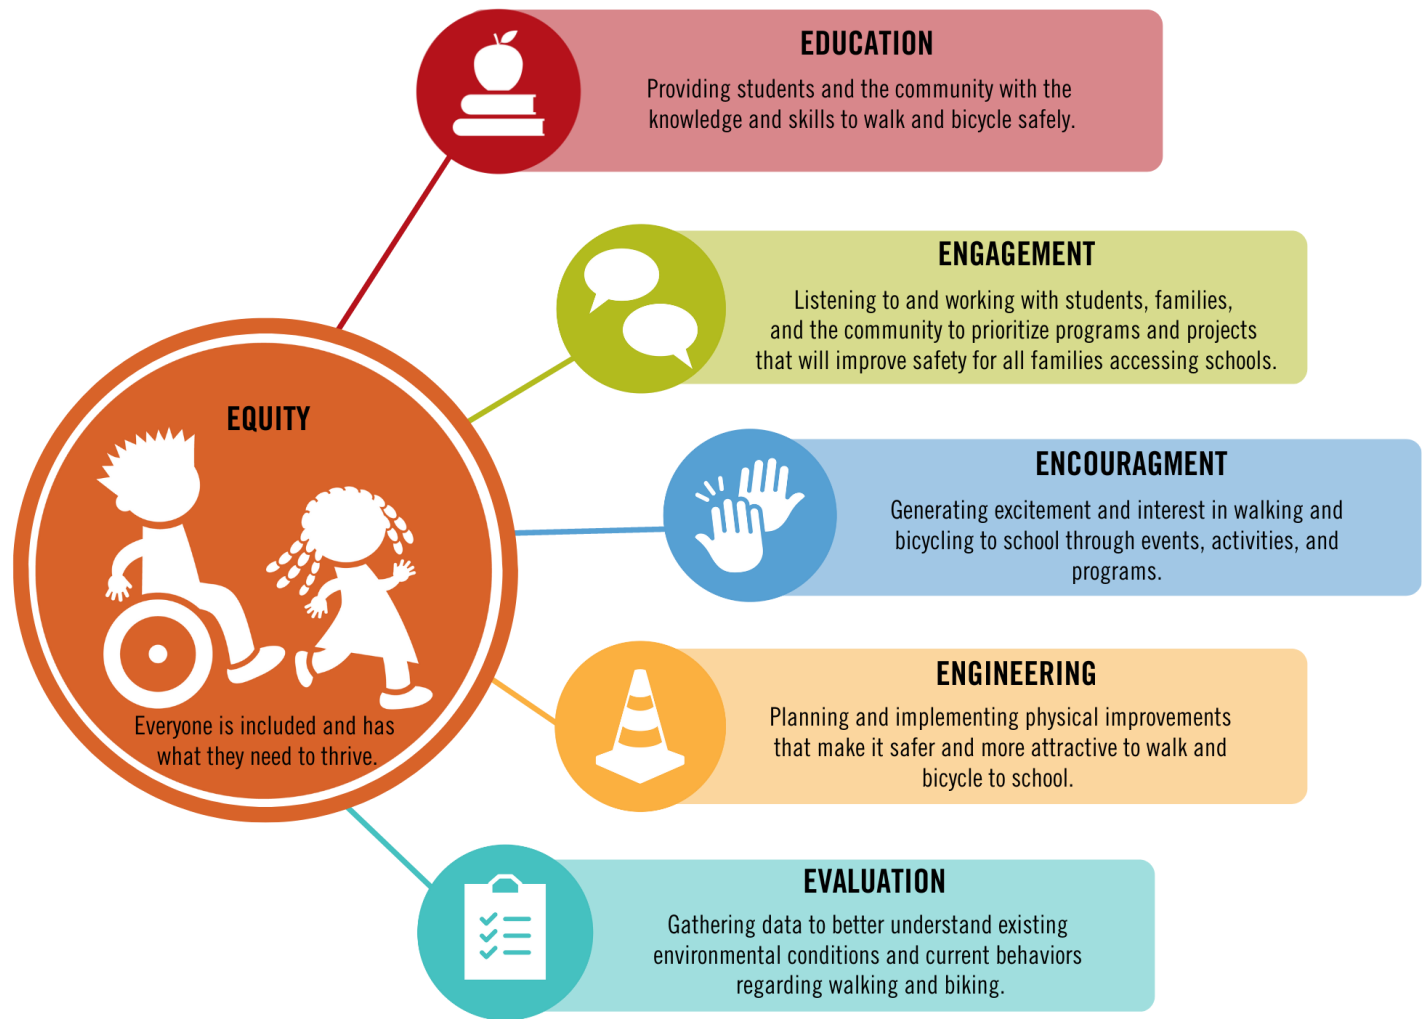 EDUCATION
Providing students and the community with the
knowledge and skills to walk and bicycle safely.
ENGAGEMENT
Listening to and working with students, families,
and the community to prioritize programs and projects
that will improve safety for all families accessing schools.
EQUITY
Everyone is included and has
what they need to thrive.
ENCOURAGMENT
Generating excitement and interest in walking and
bicycling to school through events, activities, and
programs.
ENGINEERING
Planning and implementing physical improvements
that make it safer and more attractive to walk and
bicycle to school.
EVALUATION
Gathering data to better understand existing
environmental conditions and current behaviors
regarding walking and biking.